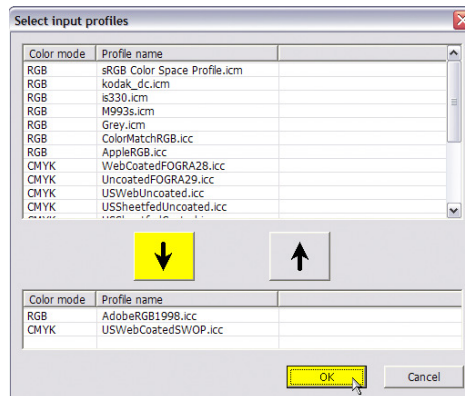 Select input profiles
Color mode Profile name
RGB sRGB Color Space Profile.icm
RGB kodak_dc.icm
RGB is330.icm
RGB M993s.icm
RGB Grey.icm
RGB ColorMatchRGB.icc
RGB AppleRGB.icc
CMYK WebCoatedFOGRA28.icc
CMYK UncoatedFOGRA29.icc
CMYK USWebUncoated.icc
CMYK USSheetfedUncoated.icc
Color mode Profile name
RGB AdobeRGB1998.icc
CMYK USWebCoatedSWOP.icc
OK Cancel